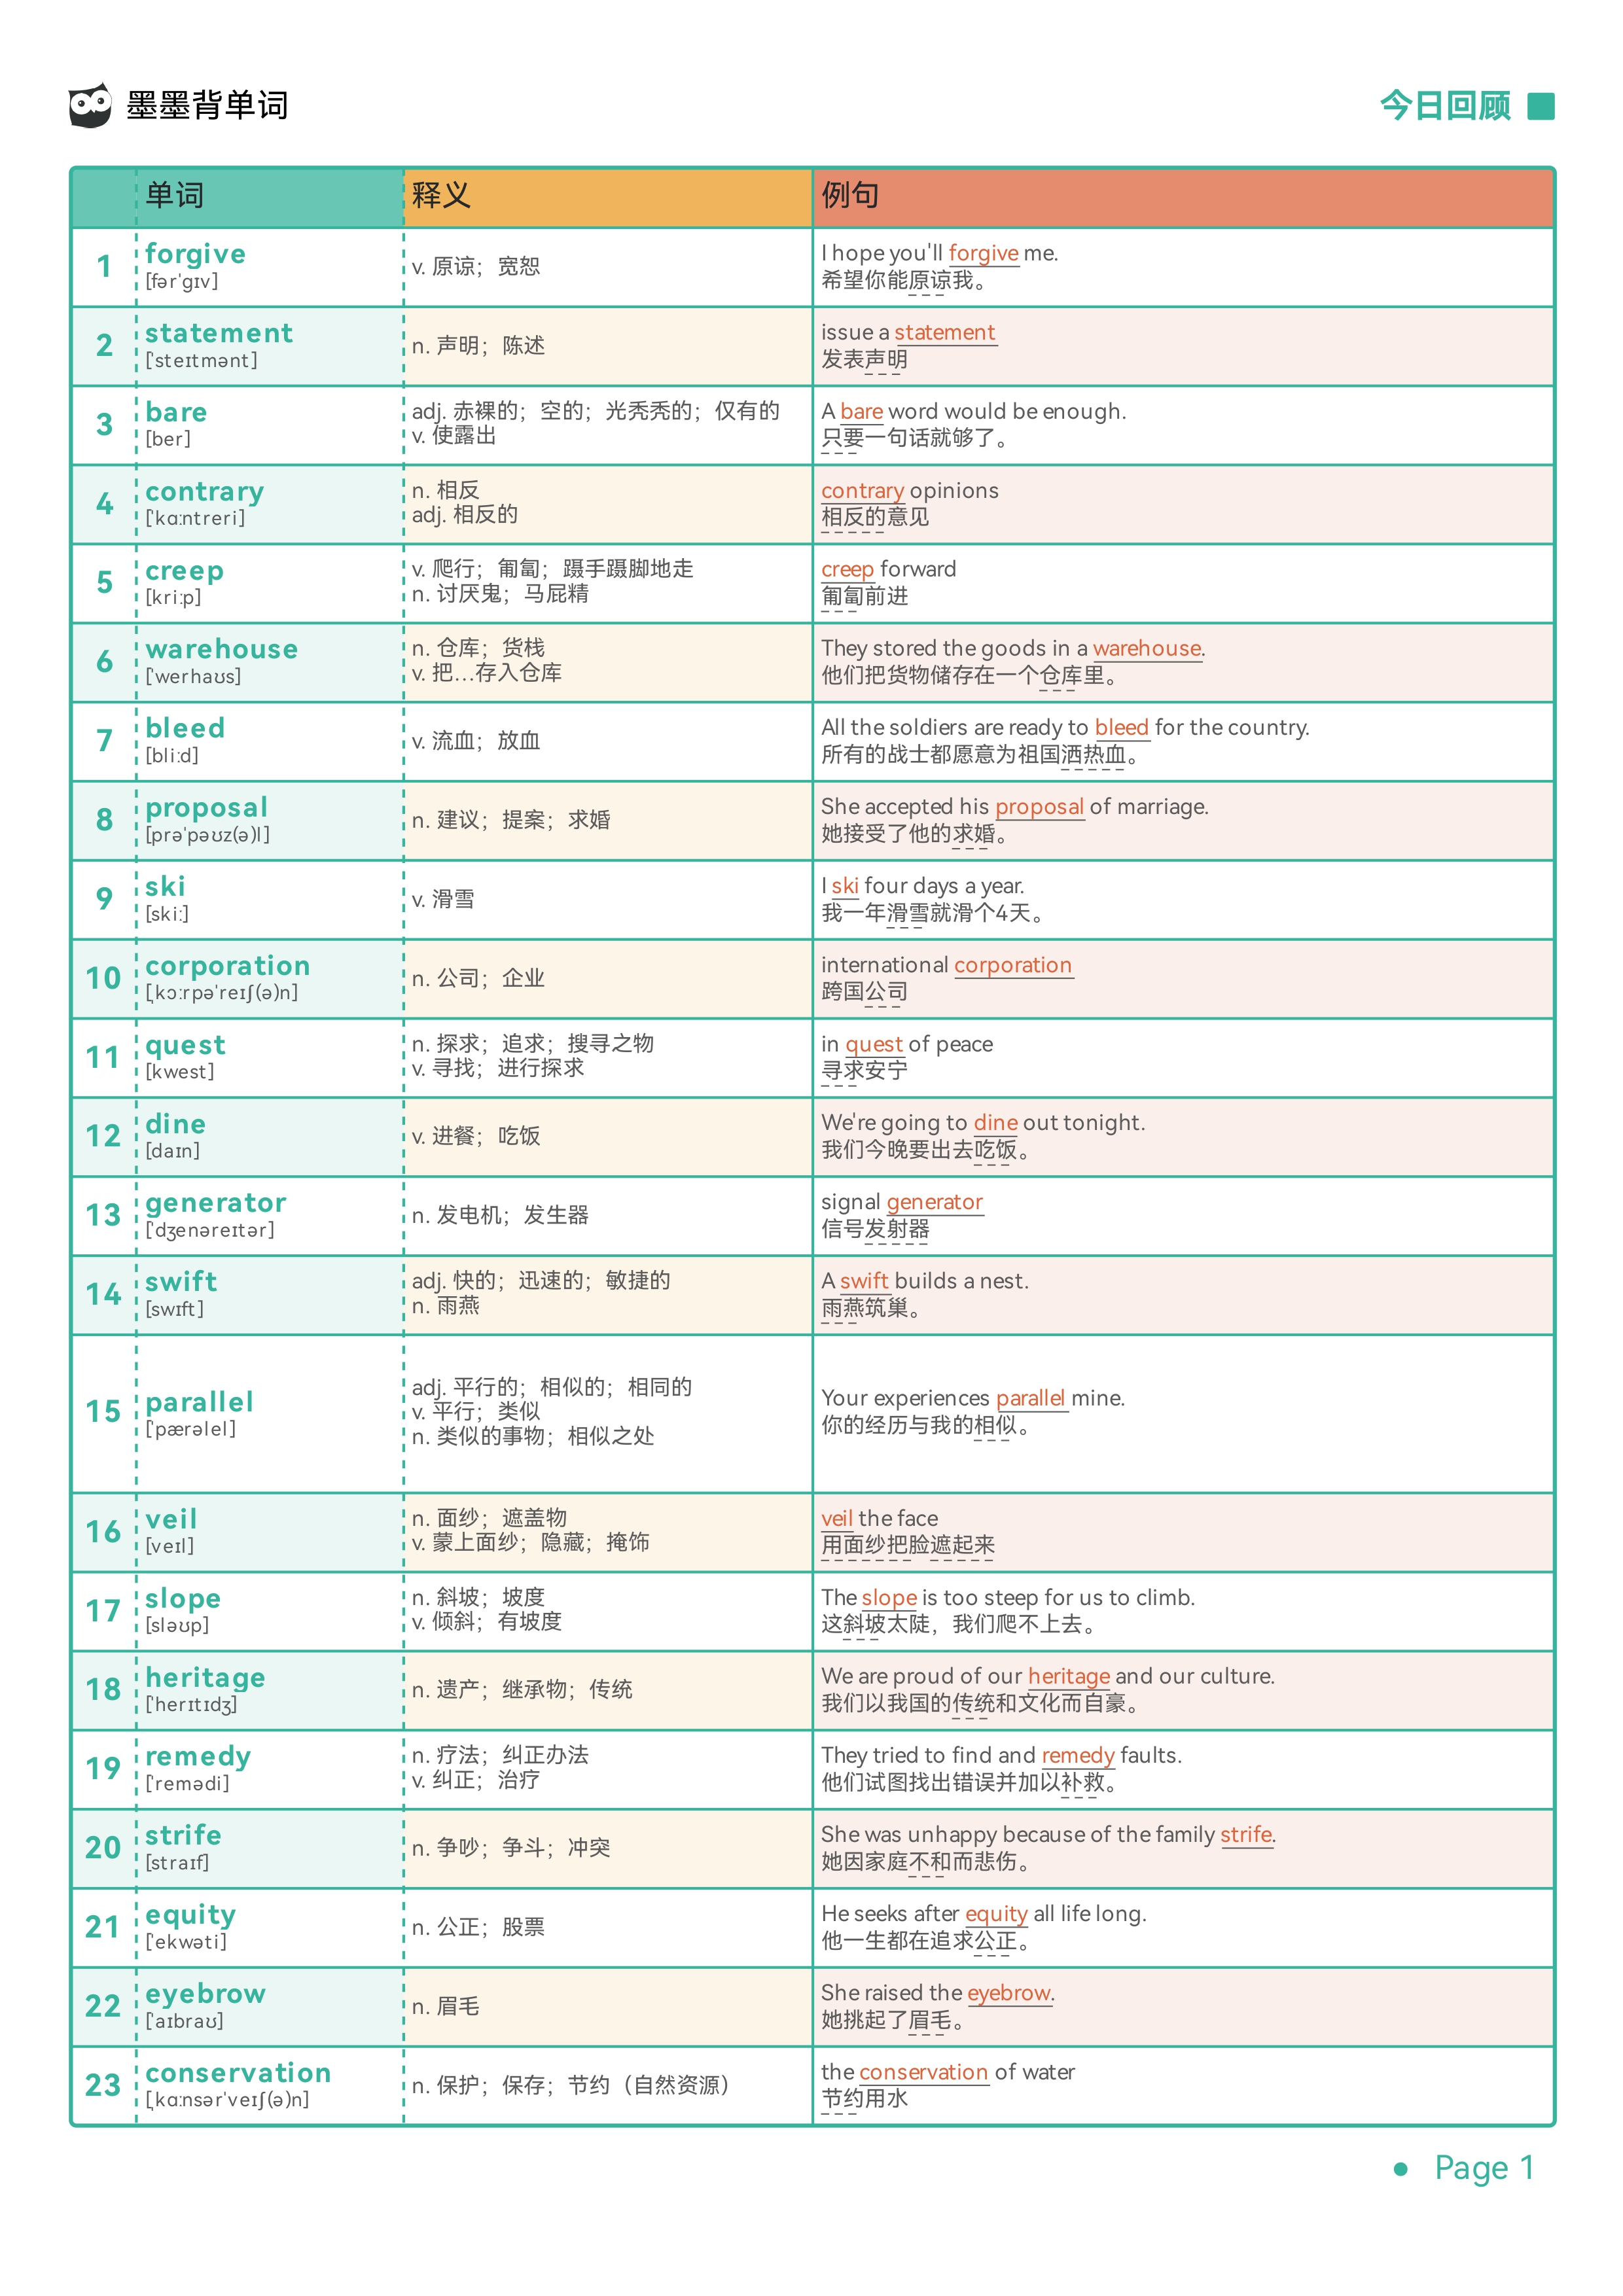 墨墨背单词
今日回顾
单词 释义 例句
1
forgive
[fərˈɡɪv]
v. 原谅；宽恕
I hope you'll forgive me.
希望你能原谅我。
2
statement
[ˈsteɪtmənt]
n. 声明；陈述
issue a statement
发表声明
3
bare
[ber]
adj. 赤裸的；空的；光秃秃的；仅有的
v. 使露出
A bare word would be enough.
只要一句话就够了。
4
contrary
[ˈkɑːntreri]
n. 相反
adj. 相反的
contrary opinions
相反的意见
5
creep
[kriːp]
v. 爬行；匍匐；蹑手蹑脚地走
n. 讨厌鬼；马屁精
creep forward
匍匐前进
6
warehouse
[ˈwerhaʊs]
n. 仓库；货栈
v. 把…存入仓库
They stored the goods in a warehouse.
他们把货物储存在一个仓库里。
7
bleed
[bliːd]
v. 流血；放血
All the soldiers are ready to bleed for the country.
所有的战士都愿意为祖国洒热血。
8
proposal
[prəˈpəʊz(ə)l]
n. 建议；提案；求婚
She accepted his proposal of marriage.
她接受了他的求婚。
9
ski
[skiː]
v. 滑雪
I ski four days a year.
我一年滑雪就滑个4天。
10
corporation
[ˌkɔːrpəˈreɪʃ(ə)n]
n. 公司；企业
international corporation
跨国公司
11
quest
[kwest]
n. 探求；追求；搜寻之物
v. 寻找；进行探求
in quest of peace
寻求安宁
12
dine
[daɪn]
v. 进餐；吃饭
We're going to dine out tonight.
我们今晚要出去吃饭。
13
generator
[ˈdʒenəreɪtər]
n. 发电机；发生器
signal generator
信号发射器
14
swift
[swɪft]
adj. 快的；迅速的；敏捷的
n. 雨燕
A swift builds a nest.
雨燕筑巢。
15
parallel
[ˈpærəlel]
adj. 平行的；相似的；相同的
v. 平行；类似
n. 类似的事物；相似之处
Your experiences parallel mine.
你的经历与我的相似。
16
veil
[veɪl]
n. 面纱；遮盖物
v. 蒙上面纱；隐藏；掩饰
veil the face
用面纱把脸遮起来
17
slope
[sləʊp]
n. 斜坡；坡度
v. 倾斜；有坡度
The slope is too steep for us to climb.
这斜坡太陡，我们爬不上去。
18
heritage
[ˈherɪtɪdʒ]
n. 遗产；继承物；传统
We are proud of our heritage and our culture.
我们以我国的传统和文化而自豪。
19
remedy
[ˈremədi]
n. 疗法；纠正办法
v. 纠正；治疗
They tried to find and remedy faults.
他们试图找出错误并加以补救。
20
strife
[straɪf]
n. 争吵；争斗；冲突
She was unhappy because of the family strife.
她因家庭不和而悲伤。
21
equity
[ˈekwəti]
n. 公正；股票
He seeks after equity all life long.
他一生都在追求公正。
22
eyebrow
[ˈaɪbraʊ]
n. 眉毛
She raised the eyebrow.
她挑起了眉毛。
23
conservation
[ˌkɑːnsərˈveɪʃ(ə)n]
n. 保护；保存；节约（自然资源）
the conservation of water
节约用水
Page 1